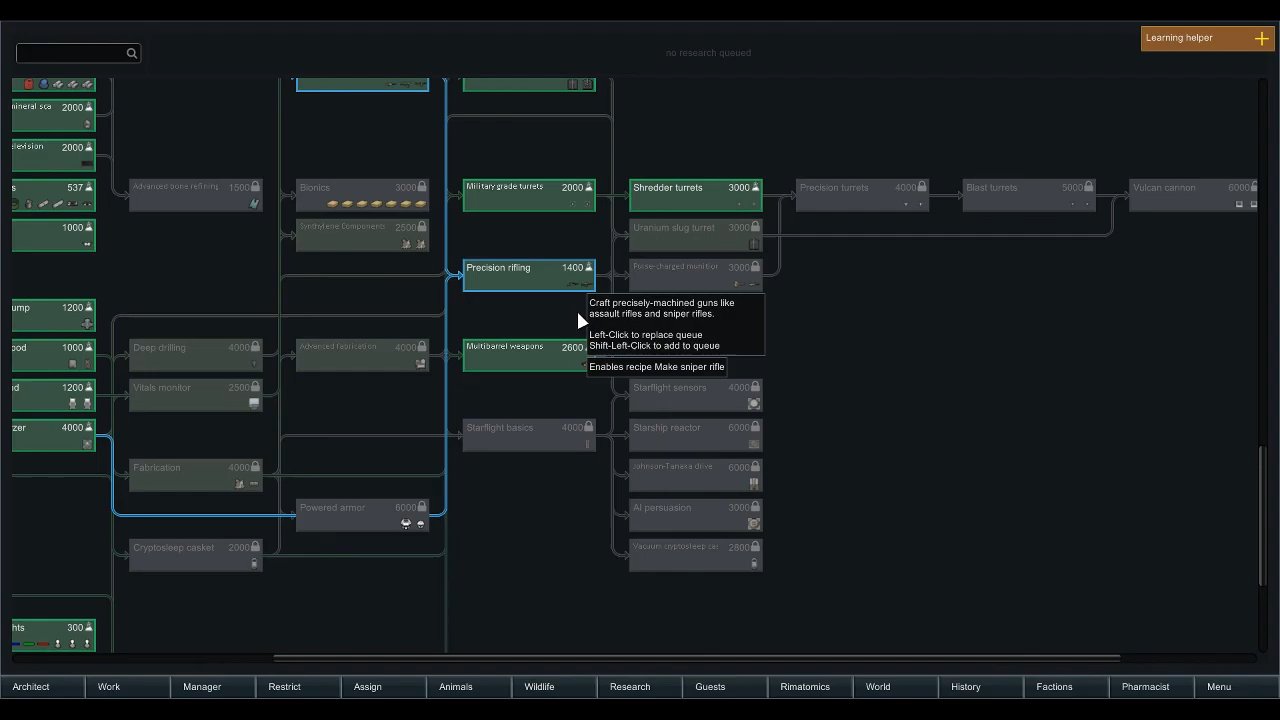 Learning helper
no research queued
mineral sca 2000
elevision 2000
s 537
Advanced bone refining 1500
Bionics 3000
Military grade turrets 2000
Shredder turrets 3000
Precision turrets 4000
Blast turrets 5000
Vulcan cannon 6000
1000
Synthylene Components 2500
Uranium slug turret 3000
Precision rifling 1400
Pulse-charged munition 3000
Craft precisely-machined guns like
assault rifles and sniper rifles.
Left-Click to replace queue
Shift-Left-Click to add to queue
Enables recipe Make sniper rifle
ump 1200
od 1000
Deep drilling 4000
Advanced fabrication 4000
Multibarrel weapons 2600
d 1200
Vitals monitor 2500
Starflight sensors 4000
zer 4000
Starflight basics 4000
Starship reactor 6000
Fabrication 4000
Johnson-Tanaka drive 6000
Powered armor 6000
AI persuasion 3000
Cryptosleep casket 2000
Vacuum cryptosleep cas 2800
hts 300
Architect Work Manager Restrict Assign Animals Wildlife Research Guests Rimatomics World History Factions Pharmacist Menu